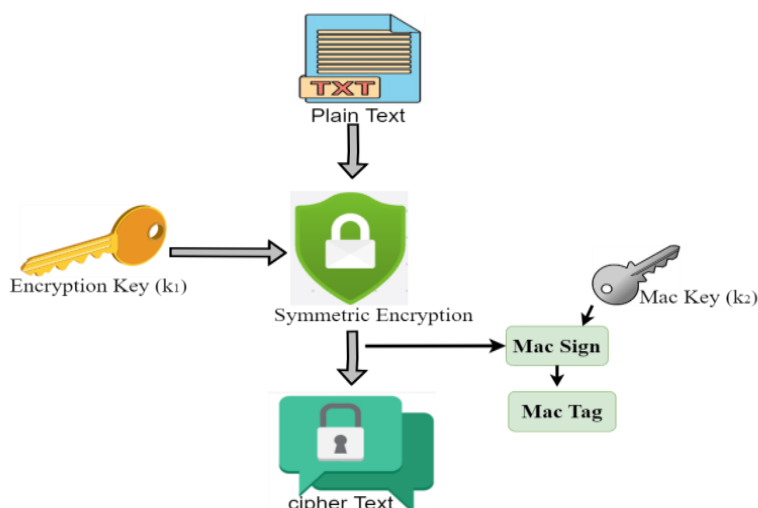 TXT
Plain Text
Encryption Key (k₁)
Symmetric Encryption
Mac Key (k₂)
Mac Sign
Mac Tag
cipher Text